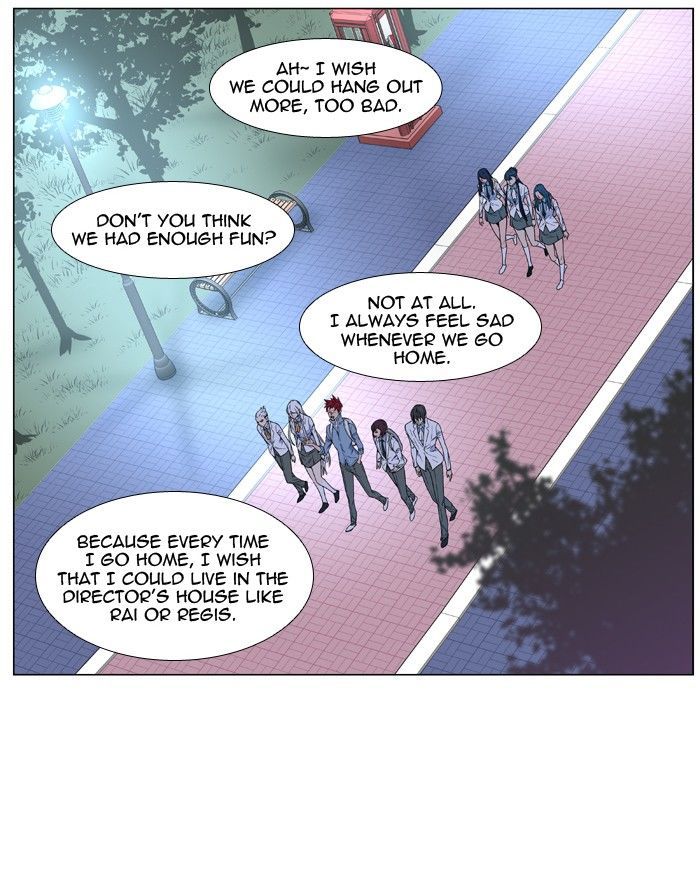 AH~ I WISH
WE COULD HANG OUT
MORE, TOO BAD.
DON'T YOU THINK
WE HAD ENOUGH FUN?
NOT AT ALL.
I ALWAYS FEEL SAD
WHENEVER WE GO
HOME.
BECAUSE EVERY TIME
I GO HOME, I WISH
THAT I COULD LIVE IN THE
DIRECTOR'S HOUSE LIKE
RAI OR REGIS.